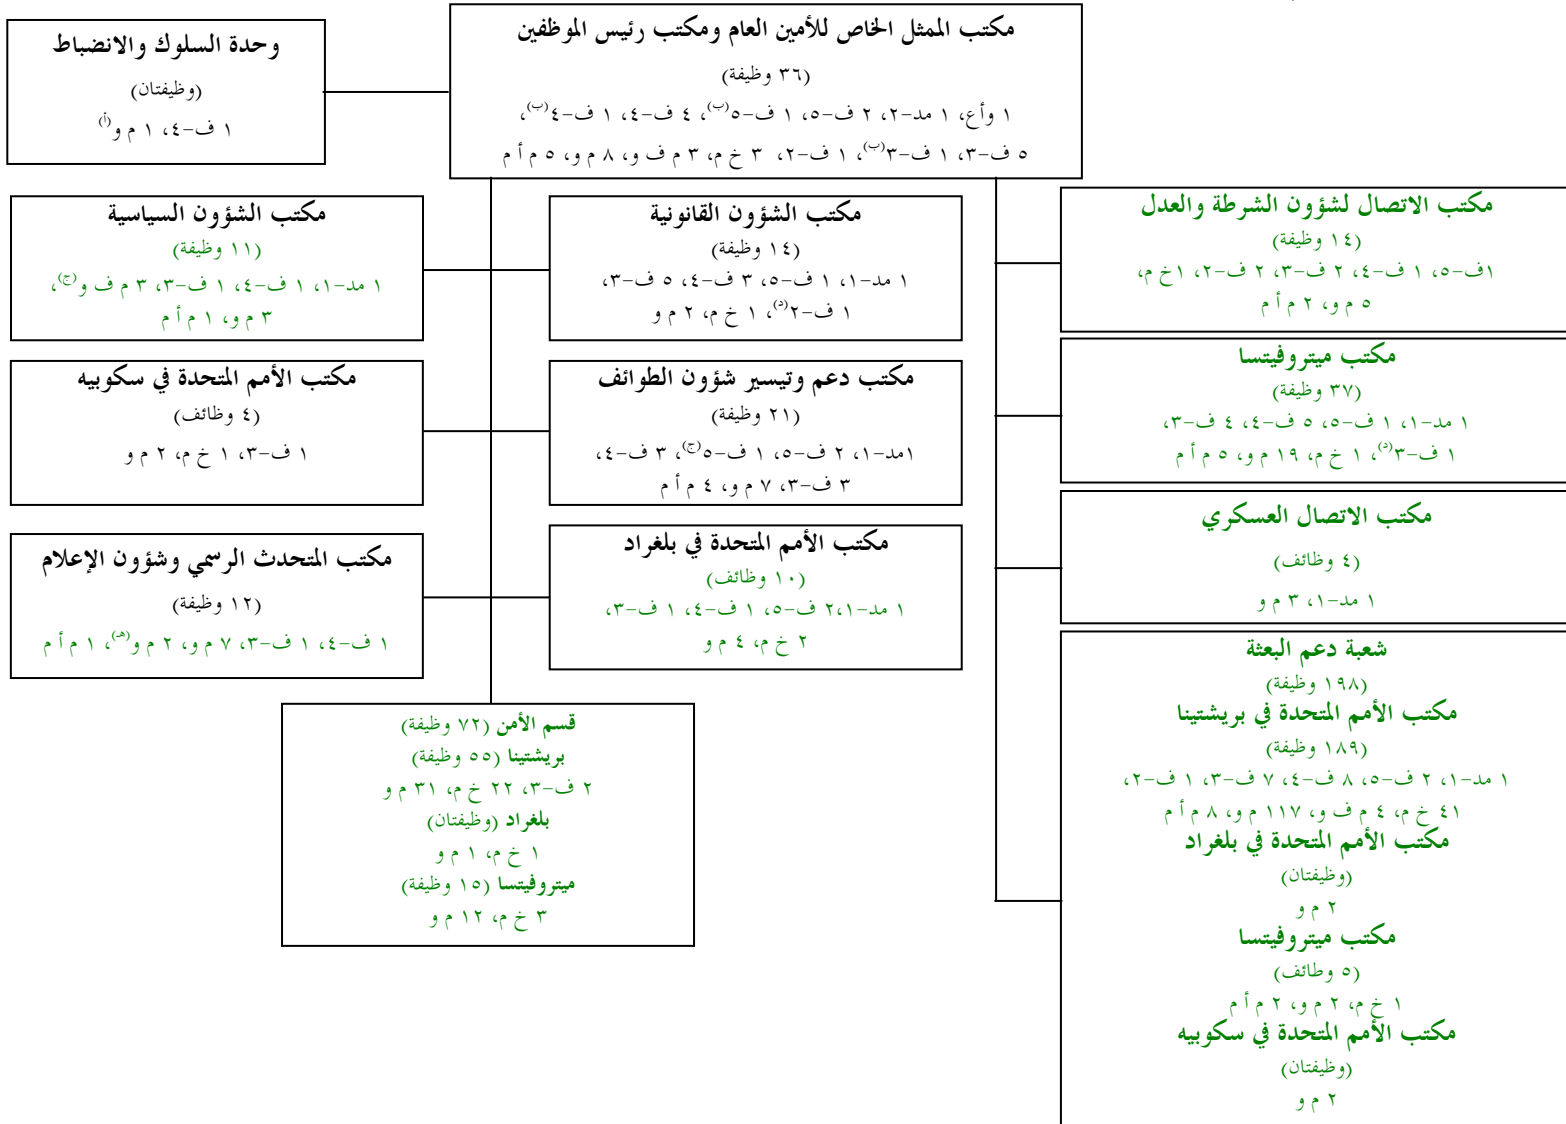 مكتب الممثل الخاص للأمين العام ومكتب رئيس الموظفين
(٣٦ وظيفة)
١ وأع، ١ مد-٢، ٢ ف-٥، ١ ف-٥(ب)، ٤ ف-٤، ١ ف-٤(ب)،
٥ ف-٣، ١ ف-٣(ب)، ١ ف-٢، ٣ خ م، ٣ م ف و، ٨ م و، ٥ م أ م
وحدة السلوك والانضباط
(وظيفتان)
١ ف-٤، ١ م و(أ)
مكتب الاتصال لشؤون الشرطة والعدل
(١٤ وظيفة)
١ف-٥، ١ ف-٤، ٢ ف-٣، ٢ ف-٢، ١خ م،
٥ م و، ٢ م أ م
مكتب الشؤون القانونية
(١٤ وظيفة)
١ مد-١، ١ ف-٥، ٣ ف-٤، ٥ ف-٣،
١ ف-٢(د)، ١ خ م، ٢ م و
مكتب الشؤون السياسية
(١١ وظيفة)
١ مد-١، ١ ف-٤، ١ ف-٣، ٣ م ف و(ج)،
٣ م و، ١ م أ م
مكتب ميتروفيتسا
(٣٧ وظيفة)
١ مد-١، ١ ف-٥، ٥ ف-٤، ٤ ف-٣،
١ ف-٣(د)، ١ خ م، ١٩ م و، ٥ م أ م
مكتب دعم وتيسير شؤون الطوائف
(٢١ وظيفة)
١مد-١، ٢ ف-٥، ١ ف-٥(ج)، ٣ ف-٤،
٣ ف-٣، ٧ م و، ٤ م أ م
مكتب الأمم المتحدة في سكوبيه
(٤ وظائف)
١ ف-٣، ١ خ م، ٢ م و
مكتب الاتصال العسكري
(٤ وظائف)
١ مد-١، ٣ م و
مكتب الأمم المتحدة في بلغراد
(١٠ وظائف)
١ مد-١،٢ ف-٥، ١ ف-٤، ١ ف-٣،
٢ خ م، ٤ م و
مكتب المتحدث الرسمي وشؤون الإعلام
(١٢ وظيفة)
١ ف-٤، ١ ف-٣، ٧ م و، ٢ م و(هـ)، ١ م أ م
شعبة دعم البعثة
(١٩٨ وظيفة)
مكتب الأمم المتحدة في بريشتينا
(١٨٩ وظيفة)
١ مد-١، ٢ ف-٥، ٨ ف-٤، ٧ ف-٣، ١ ف-٢،
٤١ خ م، ٤ م ف و، ١١٧ م و، ٨ م أ م
مكتب الأمم المتحدة في بلغراد
(وظيفتان)
٢ م و
مكتب ميتروفيتسا
(٥ وطائف)
١ خ م، ٢ م و، ٢ م أ م
مكتب الأمم المتحدة في سكوبيه
(وظيفتان)
٢ م و
قسم الأمن (٧٢ وظيفة)
بريشتينا (٥٥ وظيفة)
٢ ف-٣، ٢٢ خ م، ٣١ م و
بلغراد (وظيفتان)
١ خ م، ١ م و
ميتروفيتسا (١٥ وظيفة)
٣ خ م، ١٢ م و